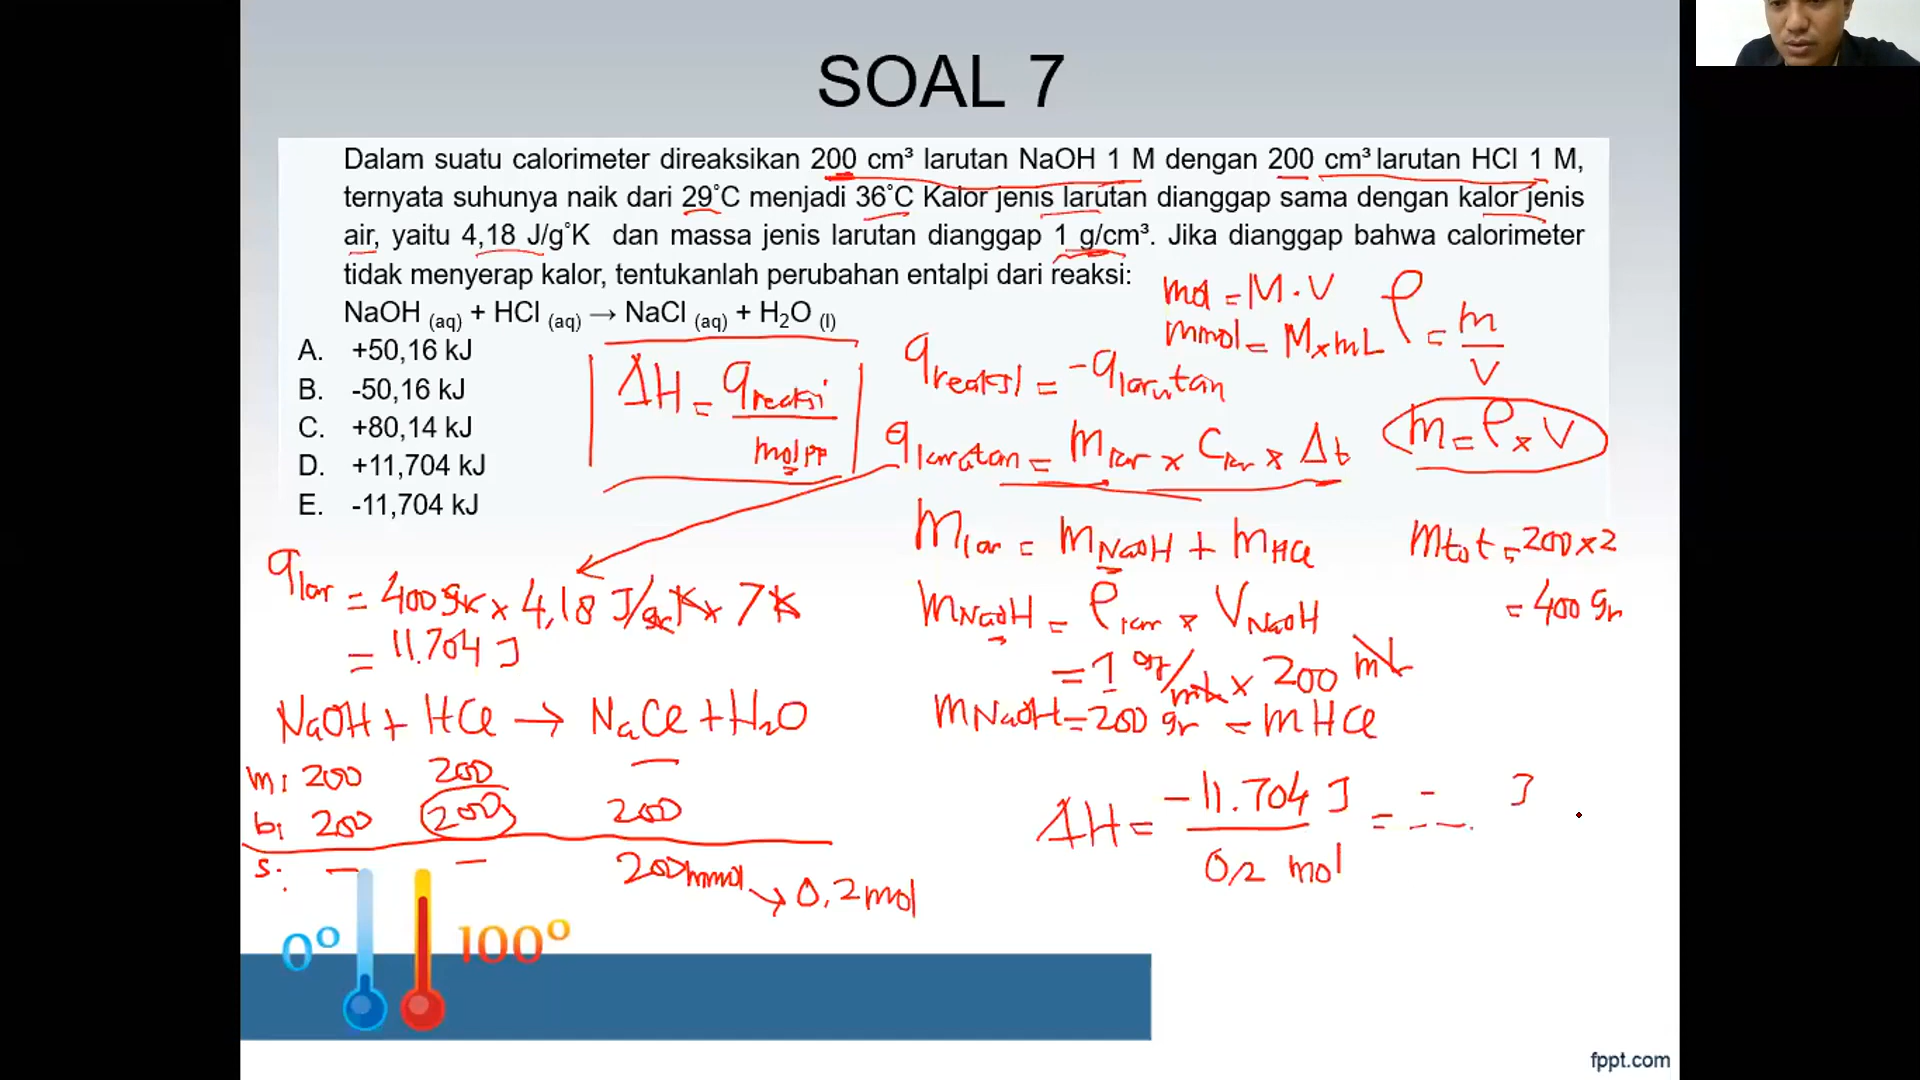 SOAL 7
Dalam suatu calorimeter direaksikan 200 cm³ larutan NaOH 1 M dengan 200 cm³ larutan HCl 1 M,
ternyata suhunya naik dari 29˚C menjadi 36˚C Kalor jenis larutan dianggap sama dengan kalor jenis
air, yaitu 4,18 J/g˚K dan massa jenis larutan dianggap 1 g/cm³. Jika dianggap bahwa calorimeter
tidak menyerap kalor, tentukanlah perubahan entalpi dari reaksi:
NaOH (aq) + HCl (aq) → NaCl (aq) + H₂O (l)
A. +50,16 kJ
B. -50,16 kJ
C. +80,14 kJ
D. +11,704 kJ
E. -11,704 kJ
ΔH = q reaksi / mol pp
mol = M . V
mmol = M x mL
ρ = m / V
m = ρ x V
q reaksi = - q larutan
q larutan = m lar x C lar x Δt
m lar = m NaOH + m HCl
m tot = 200 x 2
= 400 gr
m NaOH = ρ lar x V NaOH
= 1 gr/mL x 200 mL
m NaOH = 200 gr = m HCl
q lar = 400 gr x 4,18 J/gr K x 7 K
= 11.704 J
NaOH + HCl → NaCl + H₂O
m: 200 200 —
b: 200 200 200
s: — — 200 mmol → 0,2 mol
ΔH = - 11.704 J / 0,2 mol = - --- J
0° 100°
fppt.com